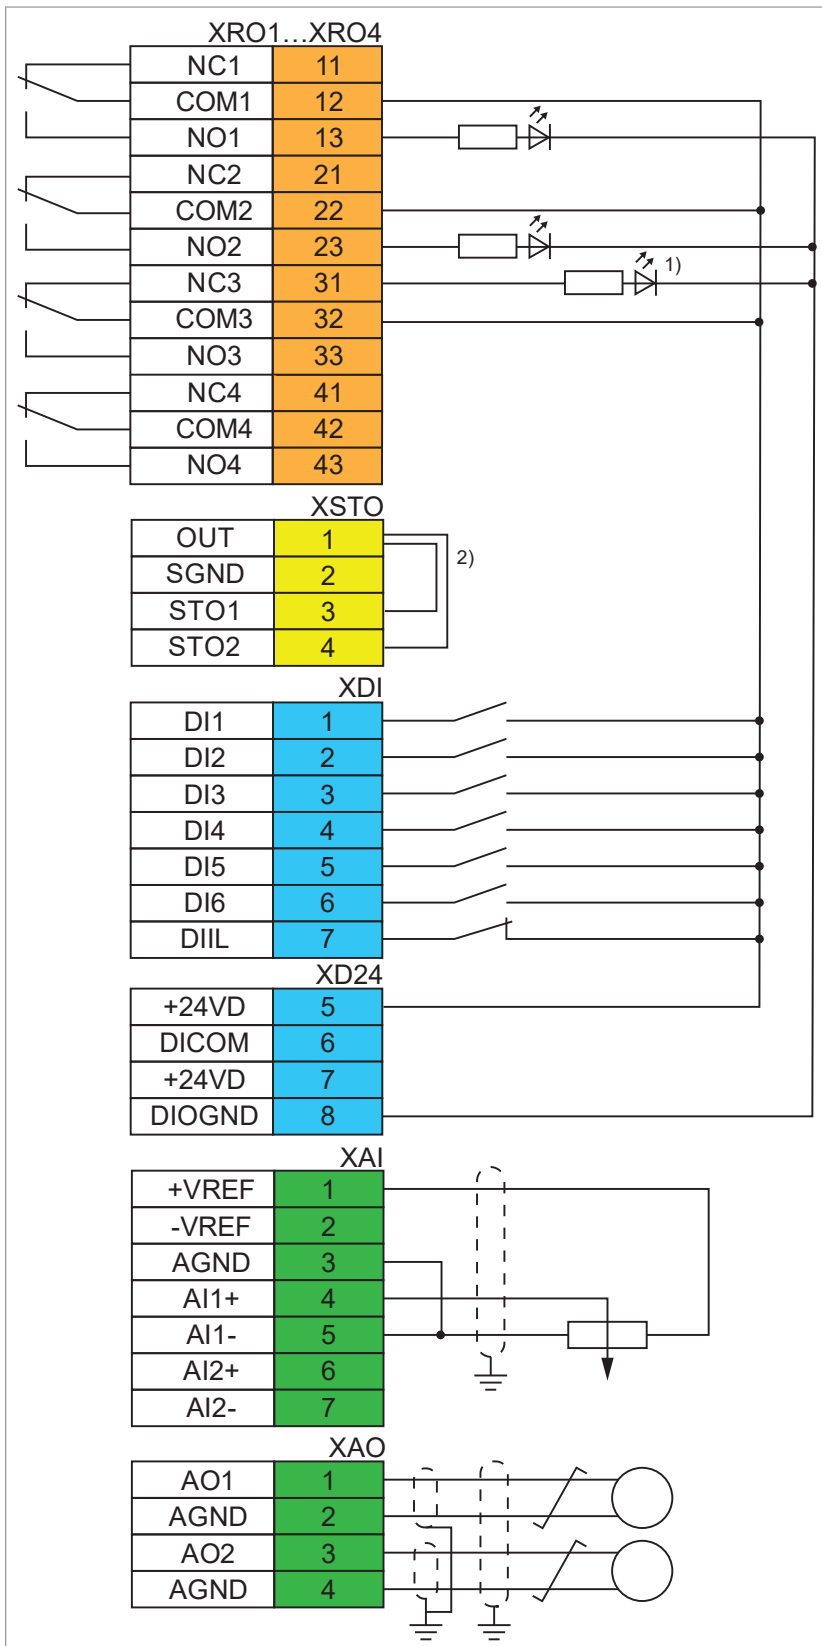 XRO1...XRO4
NC1 11
COM1 12
NO1 13
NC2 21
COM2 22
NO2 23
NC3 31 1)
COM3 32
NO3 33
NC4 41
COM4 42
NO4 43
XSTO
OUT 1
2)
SGND 2
STO1 3
STO2 4
XDI
DI1 1
DI2 2
DI3 3
DI4 4
DI5 5
DI6 6
DIIL 7
XD24
+24VD 5
DICOM 6
+24VD 7
DIOGND 8
XAI
+VREF 1
-VREF 2
AGND 3
AI1+ 4
AI1- 5
AI2+ 6
AI2- 7
XAO
AO1 1
AGND 2
AO2 3
AGND 4